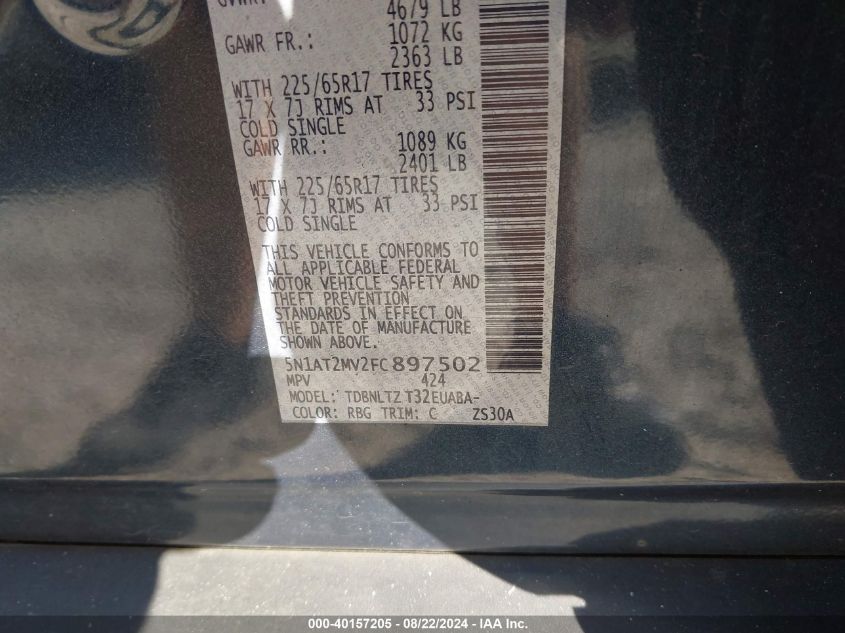 GVWR: 4679 LB
GAWR FR.: 1072 KG
2363 LB
WITH 225/65R17 TIRES
17 X 7J RIMS AT 33 PSI
COLD SINGLE
GAWR RR.: 1089 KG
2401 LB
WITH 225/65R17 TIRES
17 X 7J RIMS AT 33 PSI
COLD SINGLE
THIS VEHICLE CONFORMS TO
ALL APPLICABLE FEDERAL
MOTOR VEHICLE SAFETY AND
THEFT PREVENTION
STANDARDS IN EFFECT ON
THE DATE OF MANUFACTURE
SHOWN ABOVE.
5N1AT2MV2FC897502
MPV 424
MODEL: TDBNLTZ T32EUABA-
COLOR: RBG TRIM: C ZS30A
000-40157205 - 08/22/2024 - IAA Inc.